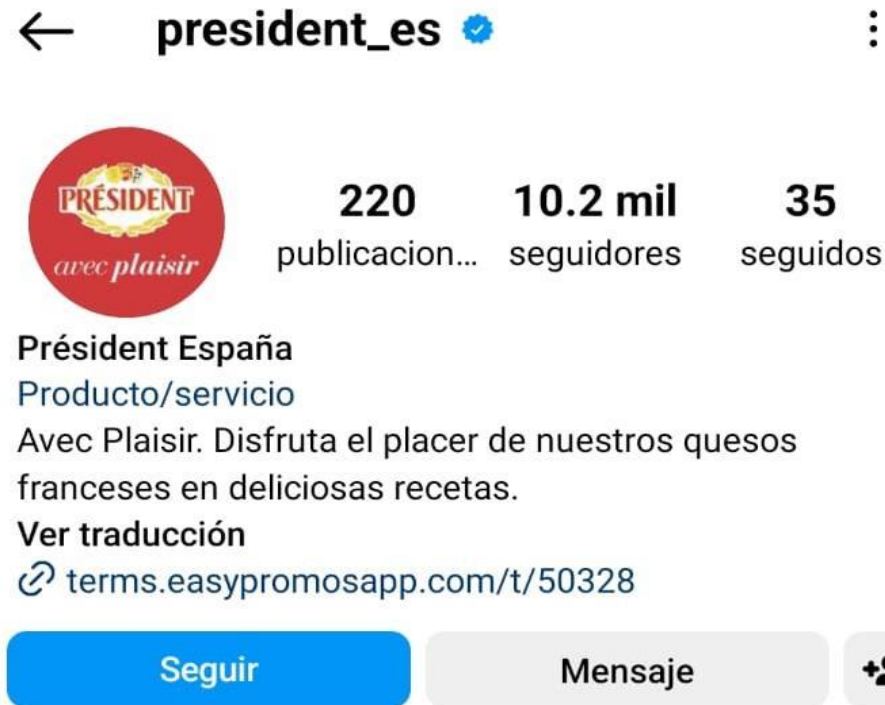 president_es
PRÉSIDENT
avec plaisir
220
publicacion...
10.2 mil
seguidores
35
seguidos
Président España
Producto/servicio
Avec Plaisir. Disfruta el placer de nuestros quesos
franceses en deliciosas recetas.
Ver traducción
terms.easypromosapp.com/t/50328
Seguir
Mensaje